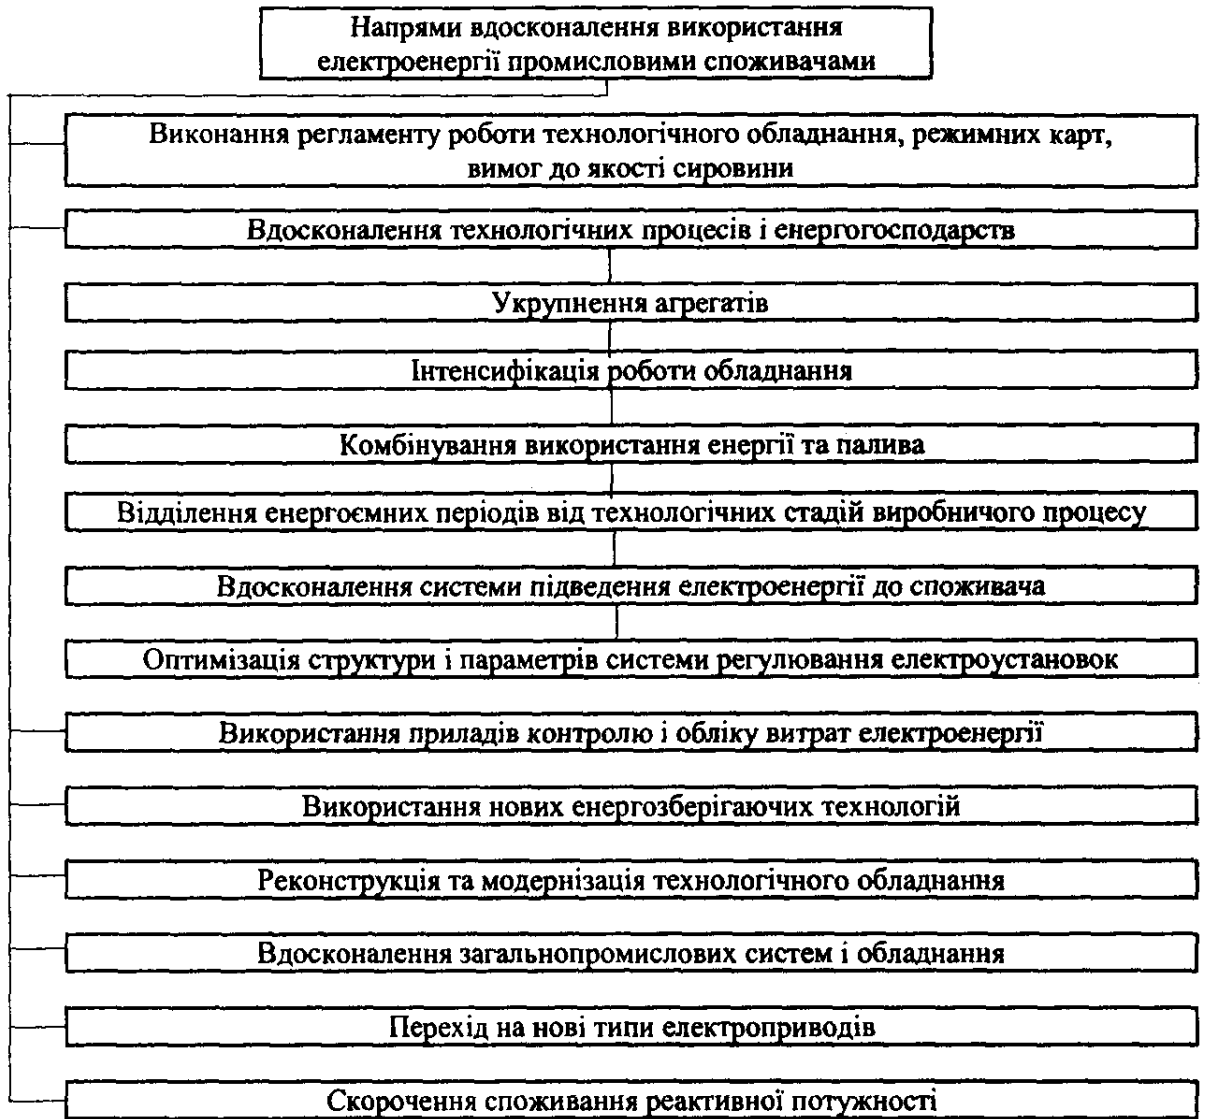 Напрями вдосконалення використання
електроенергії промисловими споживачами
Виконання регламенту роботи технологічного обладнання, режимних карт,
вимог до якості сировини
Вдосконалення технологічних процесів і енергогосподарств
Укрупнення агрегатів
Інтенсифікація роботи обладнання
Комбінування використання енергії та палива
Відділення енергоємних періодів від технологічних стадій виробничого процесу
Вдосконалення системи підведення електроенергії до споживача
Оптимізація структури і параметрів системи регулювання електроустановок
Використання приладів контролю і обліку витрат електроенергії
Використання нових енергозберігаючих технологій
Реконструкція та модернізація технологічного обладнання
Вдосконалення загальнопромислових систем і обладнання
Перехід на нові типи електроприводів
Скорочення споживання реактивної потужності